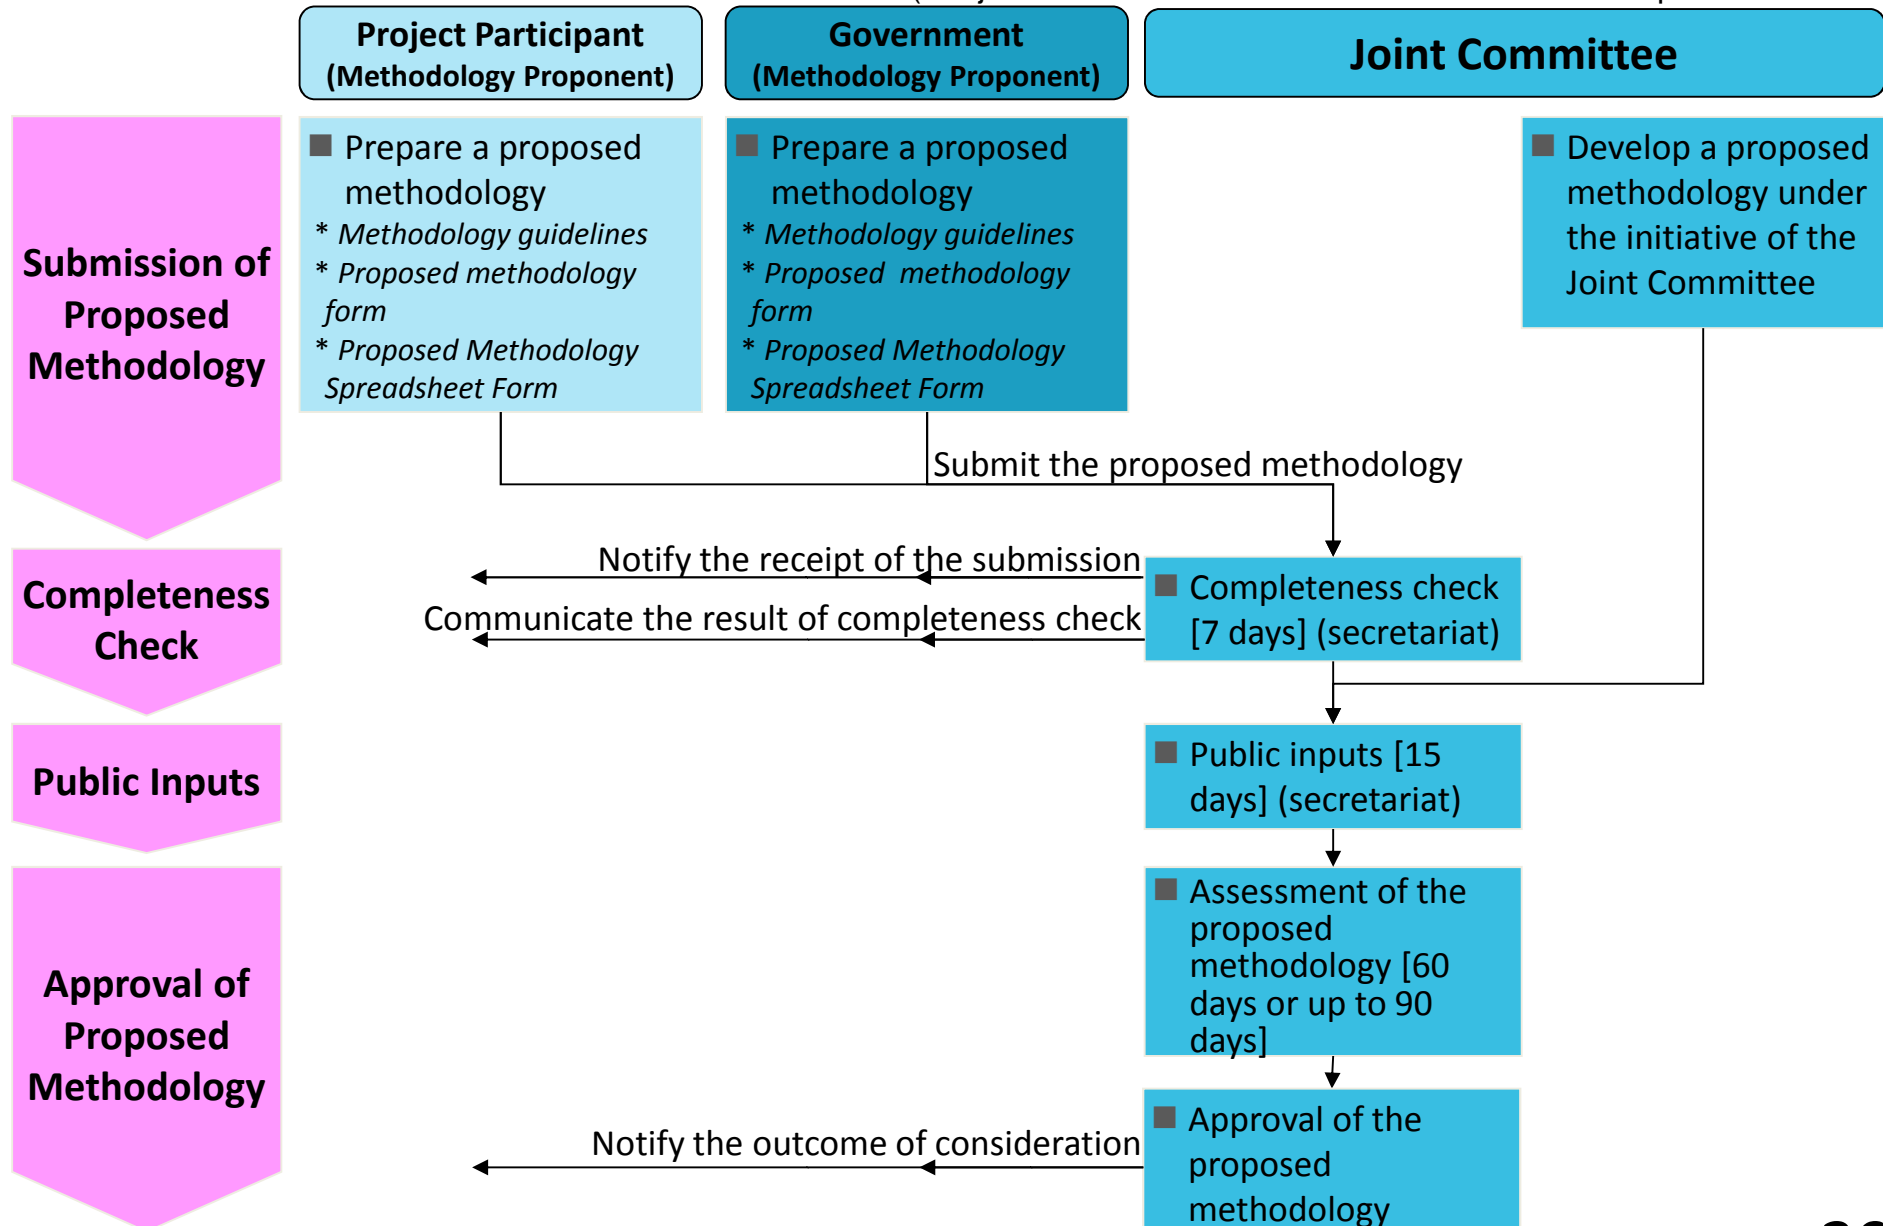 Project Participant
(Methodology Proponent)
Government
(Methodology Proponent)
Joint Committee
Submission of
Proposed
Methodology
■ Prepare a proposed
methodology
* Methodology guidelines
* Proposed methodology
form
* Proposed Methodology
Spreadsheet Form
■ Prepare a proposed
methodology
* Methodology guidelines
* Proposed methodology
form
* Proposed Methodology
Spreadsheet Form
■ Develop a proposed
methodology under
the initiative of the
Joint Committee
Submit the proposed methodology
Completeness
Check
Notify the receipt of the submission
Communicate the result of completeness check
■ Completeness check
[7 days] (secretariat)
Public Inputs
■ Public inputs [15
days] (secretariat)
Approval of
Proposed
Methodology
■ Assessment of the
proposed
methodology [60
days or up to 90
days]
Notify the outcome of consideration
■ Approval of the
proposed
methodology